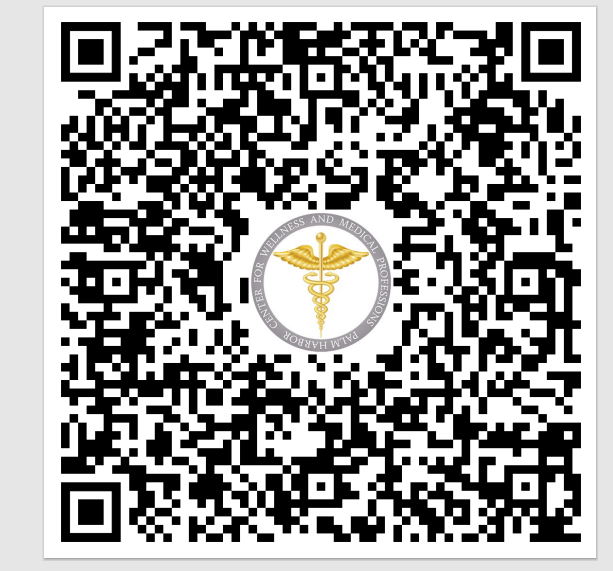 CENTER FOR WELLNESS AND MEDICAL PROFESSIONS
PALM HARBOR